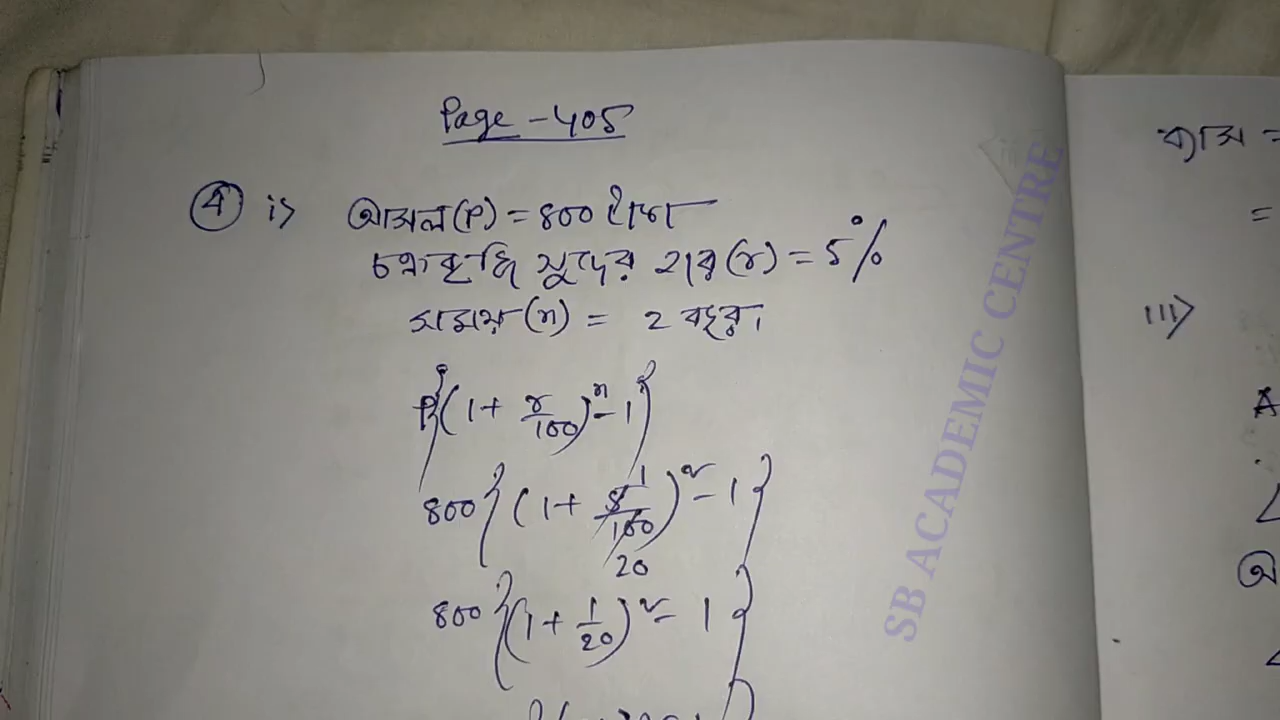 Page - 405
4 i> আসল(P) = 800 টাকা
চক্রবৃদ্ধি সুদের হার(r) = 5%
সময়(n) = 2 বছর।
P{(1 + r/100)ⁿ - 1}
800{(1 + 5/100)² - 1}
1
20
800{(1 + 1/20)² - 1}
ব্যাস =
=
iii>
A
SB ACADEMIC CENTRE